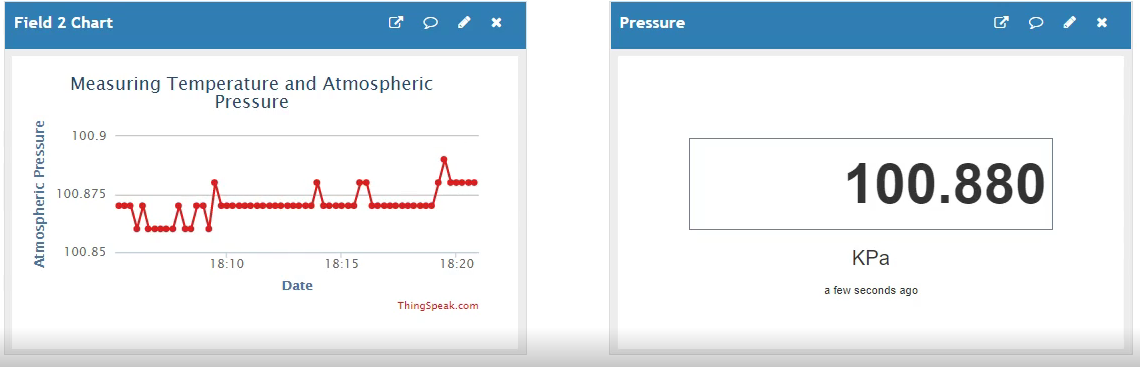 Field 2 Chart
Measuring Temperature and Atmospheric
Pressure
Atmospheric Pressure
100.9
100.875
100.85
18:10
18:15
18:20
Date
ThingSpeak.com
Pressure
100.880
KPa
a few seconds ago